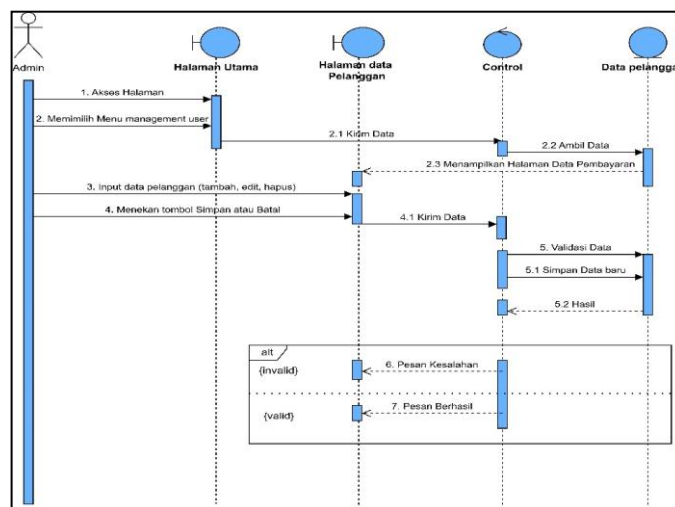 Admin
Halaman Utama
Halaman data
Pelanggan
Control
Data pelangga
1. Akses Halaman
2. Memimilih Menu management user
2.1 Kirim Data
2.2 Ambil Data
2.3 Menampilkan Halaman Data Pembayaran
3. Input data pelanggan (tambah, edit, hapus)
4. Menekan tombol Simpan atau Batal
4.1 Kirim Data
5. Validasi Data
5.1 Simpan Data baru
5.2 Hasil
alt
{invalid}
6. Pesan Kesalahan
{valid}
7. Pesan Berhasil